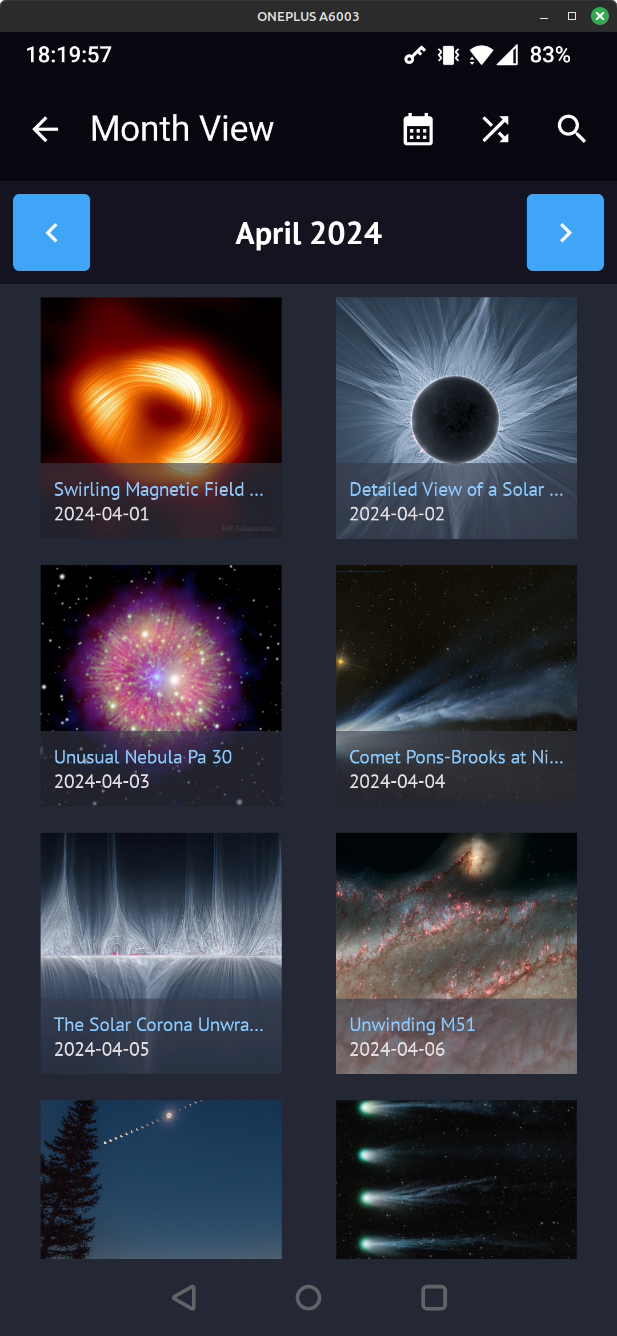 ONEPLUS A6003
18:19:57
83%
Month View
April 2024
Swirling Magnetic Field ...
2024-04-01
EHT Collaboration
Detailed View of a Solar ...
2024-04-02
Unusual Nebula Pa 30
2024-04-03
Comet Pons-Brooks at Ni...
2024-04-04
The Solar Corona Unwra...
2024-04-05
Unwinding M51
2024-04-06